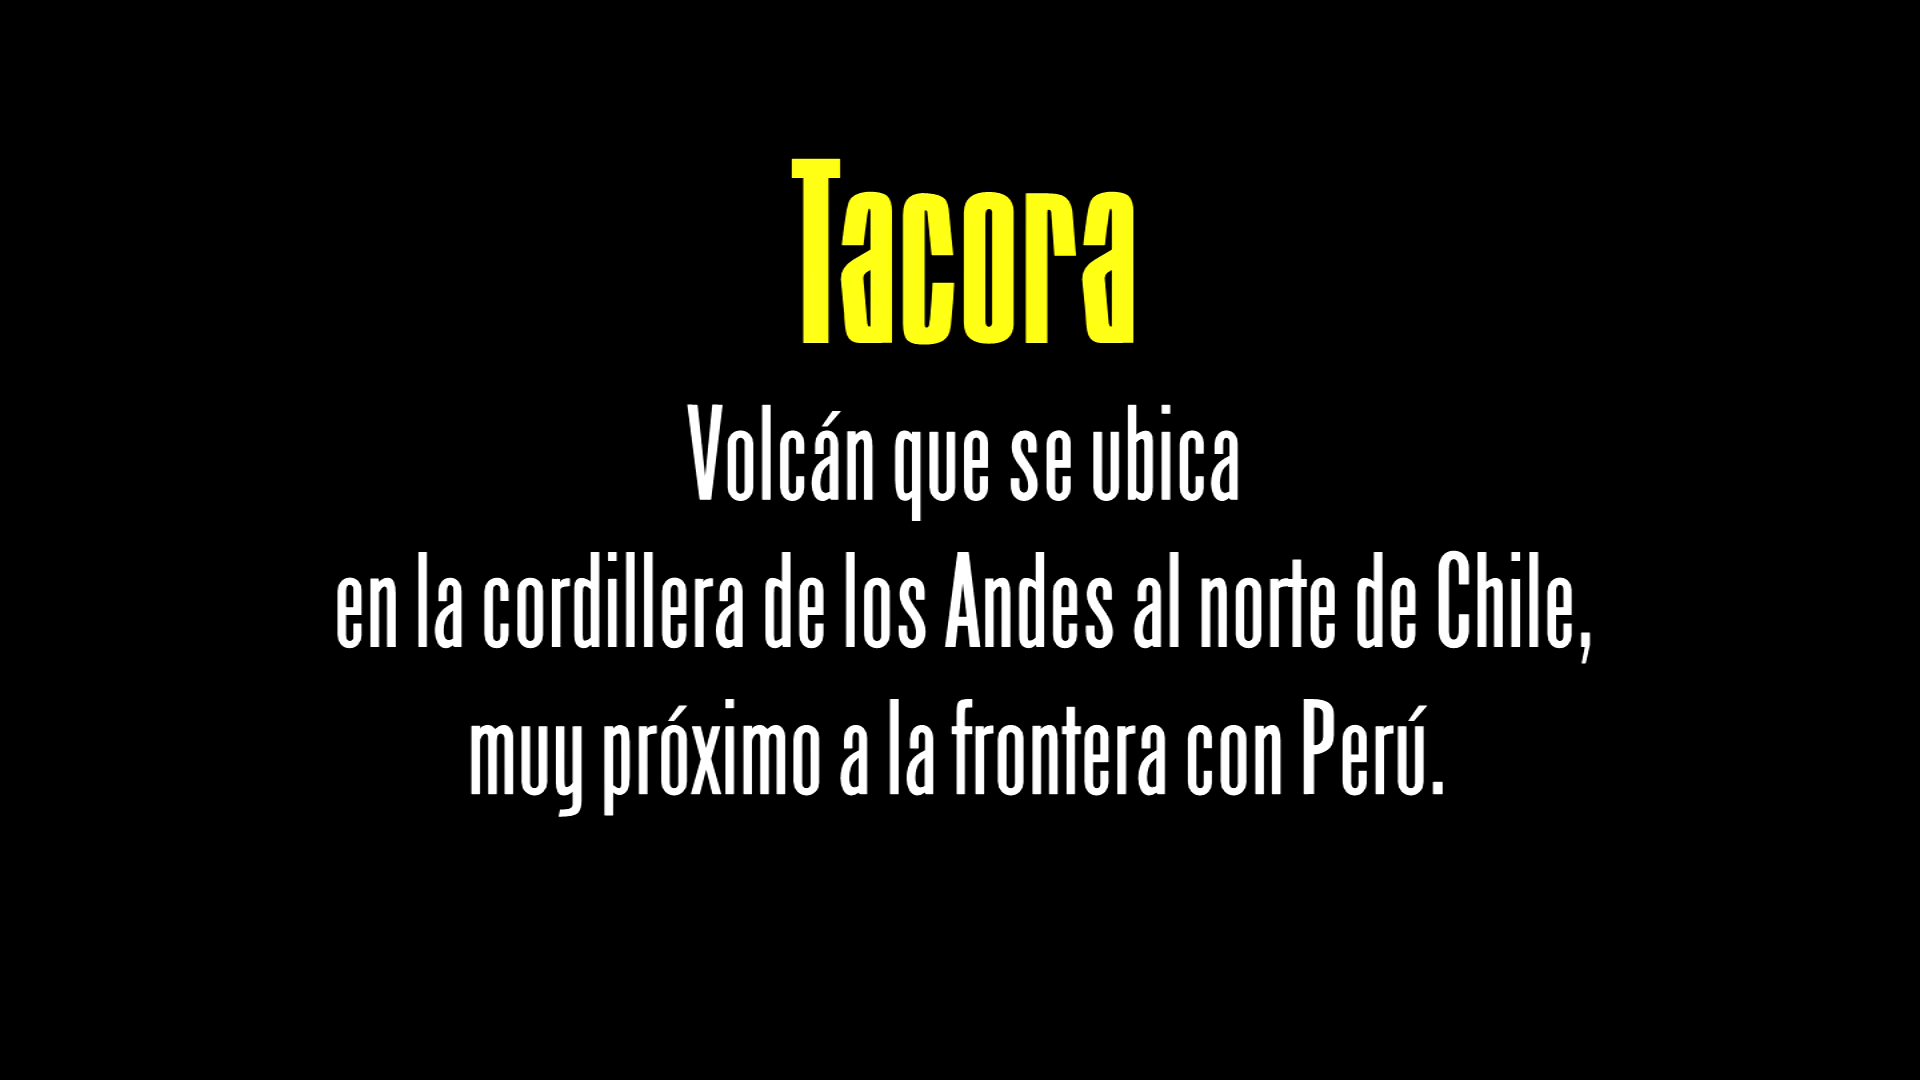 Tacora
Volcán que se ubica
en la cordillera de los Andes al norte de Chile,
muy próximo a la frontera con Perú.